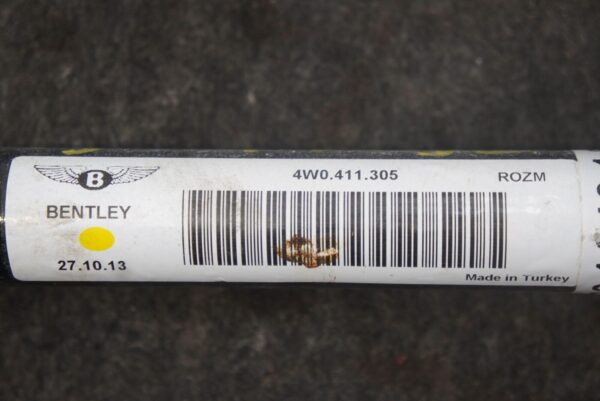 4W0.411.305 ROZM
B
BENTLEY
27.10.13
Made in Turkey